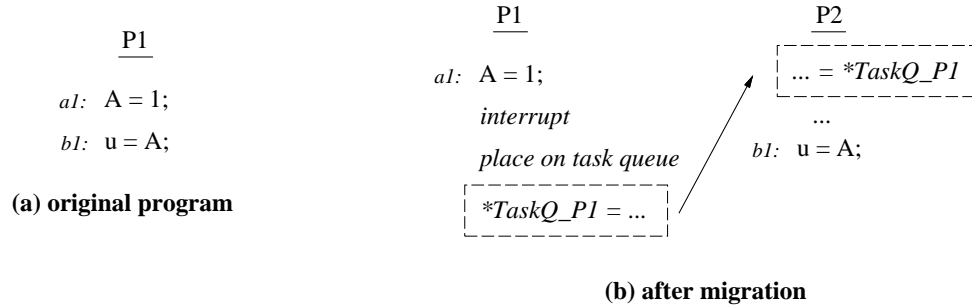 P1
a1: A = 1;
b1: u = A;
(a) original program
P1
a1: A = 1;
interrupt
place on task queue
*TaskQ_P1 = ...
P2
... = *TaskQ_P1
...
b1: u = A;
(b) after migration